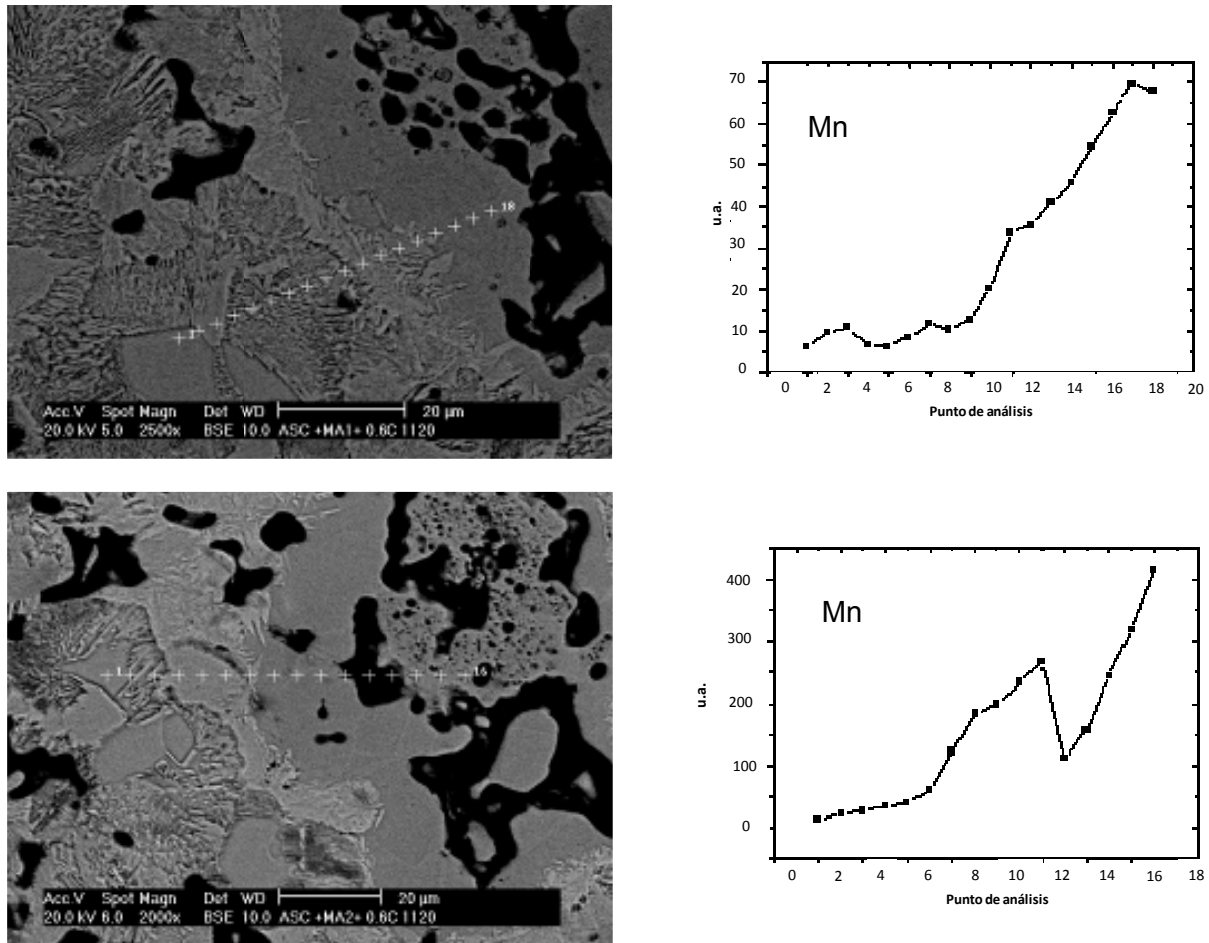 18
1
Acc.V Spot Magn Det WD 20 µm
20.0 kV 5.0 2500x BSE 10.0 ASC +MA1+ 0.6C 1120
70
60
50
40
30
20
10
0
u.a.
Mn
0 2 4 6 8 10 12 14 16 18 20
Punto de análisis
1
16
Acc.V Spot Magn Det WD 20 µm
20.0 kV 6.0 2000x BSE 10.0 ASC +MA2+ 0.6C 1120
400
300
200
100
0
u.a.
Mn
0 2 4 6 8 10 12 14 16 18
Punto de análisis